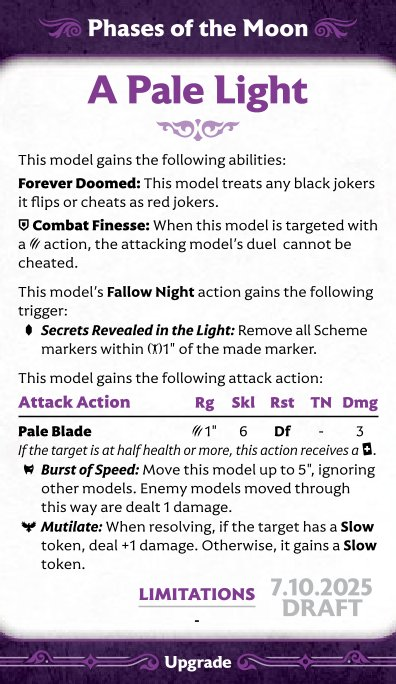 Phases of the Moon
A Pale Light
This model gains the following abilities:
Forever Doomed: This model treats any black jokers
it flips or cheats as red jokers.
Combat Finesse: When this model is targeted with
a action, the attacking model's duel cannot be
cheated.
This model's Fallow Night action gains the following
trigger:
Secrets Revealed in the Light: Remove all Scheme
markers within 1" of the made marker.
This model gains the following attack action:
Attack Action Rg Skl Rst TN Dmg
Pale Blade 1" 6 Df - 3
If the target is at half health or more, this action receives a .
Burst of Speed: Move this model up to 5", ignoring
other models. Enemy models moved through
this way are dealt 1 damage.
Mutilate: When resolving, if the target has a Slow
token, deal +1 damage. Otherwise, it gains a Slow
token.
LIMITATIONS
-
7.10.2025
DRAFT
Upgrade